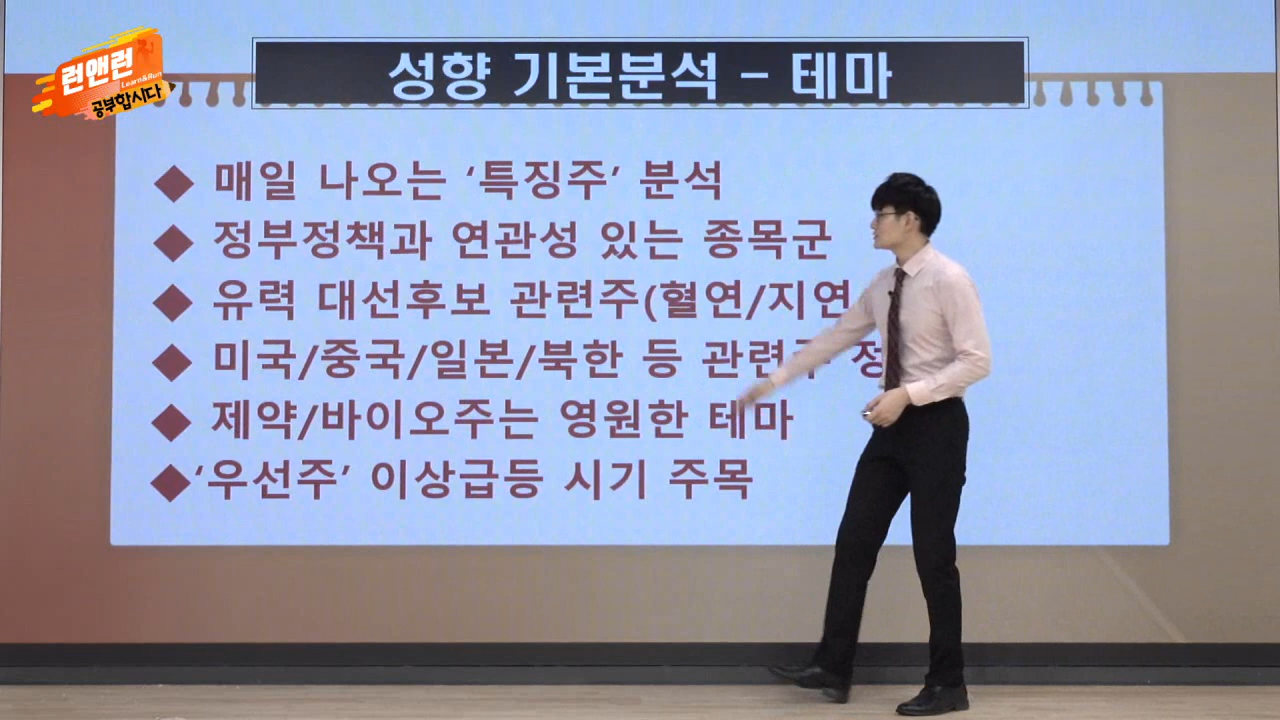 런앤런
Learn&Run
공부합시다
성향 기본분석 - 테마
◆ 매일 나오는 ‘특징주’ 분석
◆ 정부정책과 연관성 있는 종목군
◆ 유력 대선후보 관련주(혈연/지연
◆ 미국/중국/일본/북한 등 관련주
◆ 제약/바이오주는 영원한 테마
◆ ‘우선주’ 이상급등 시기 주목